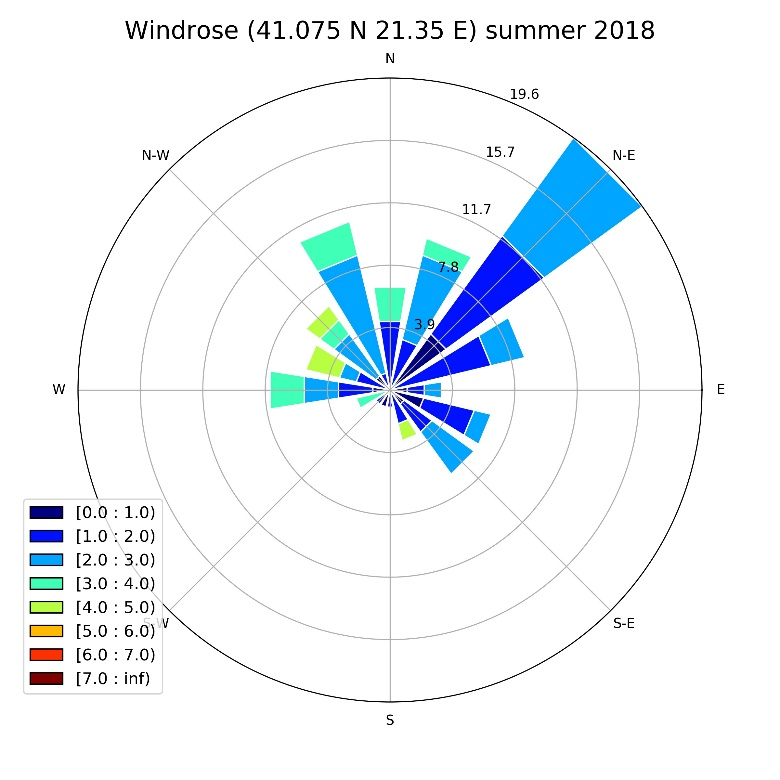 Windrose (41.075 N 21.35 E) summer 2018
N
19.6
N-W
15.7
N-E
11.7
7.8
3.9
W
E
[0.0 : 1.0)
[1.0 : 2.0)
[2.0 : 3.0)
[3.0 : 4.0)
[4.0 : 5.0)
S-W
S-E
[5.0 : 6.0)
[6.0 : 7.0)
[7.0 : inf)
S